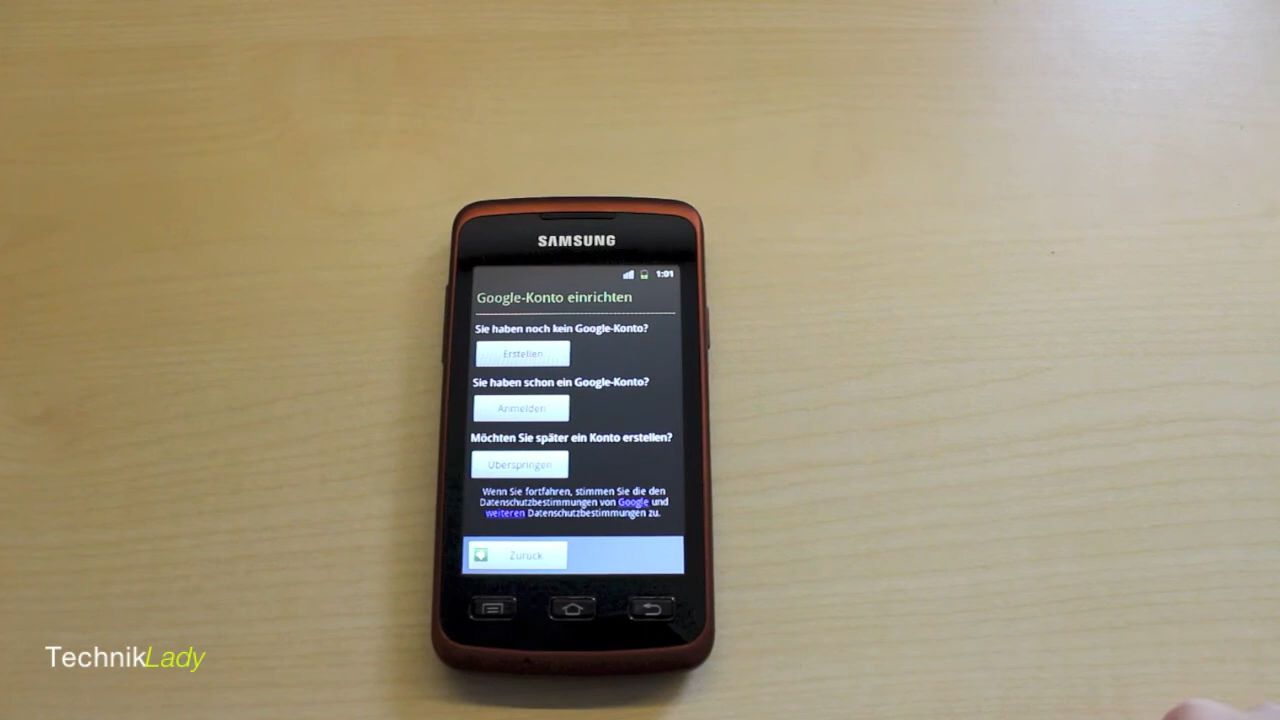 SAMSUNG
1:01
Google-Konto einrichten
Sie haben noch kein Google-Konto?
Erstellen
Sie haben schon ein Google-Konto?
Anmelden
Möchten Sie später ein Konto erstellen?
Überspringen
Wenn Sie fortfahren, stimmen Sie die den
Datenschutzbestimmungen von Google und
weiteren Datenschutzbestimmungen zu.
Zurück
TechnikLady